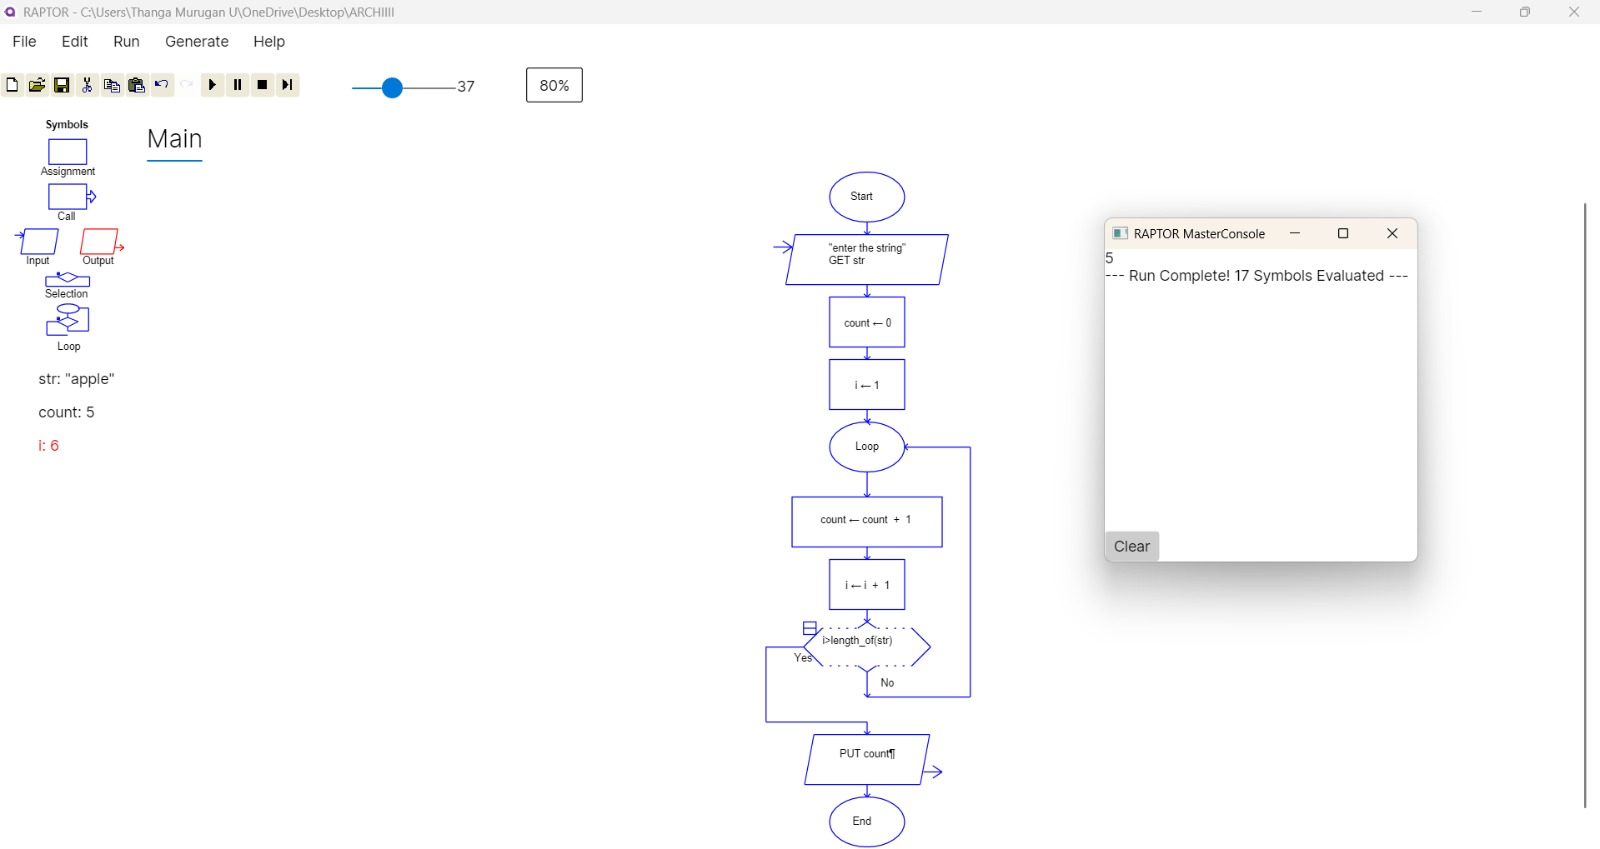 RAPTOR - C:\Users\Thanga Murugan U\OneDrive\Desktop\ARCHIIII
File Edit Run Generate Help
37
80%
Symbols
Assignment
Call
Input Output
Selection
Loop
str: "apple"
count: 5
i: 6
Main
Start
"enter the string"
GET str
count ← 0
i ← 1
Loop
count ← count + 1
i ← i + 1
i>length_of(str)
Yes
No
PUT count¶
End
RAPTOR MasterConsole
5
--- Run Complete! 17 Symbols Evaluated ---
Clear